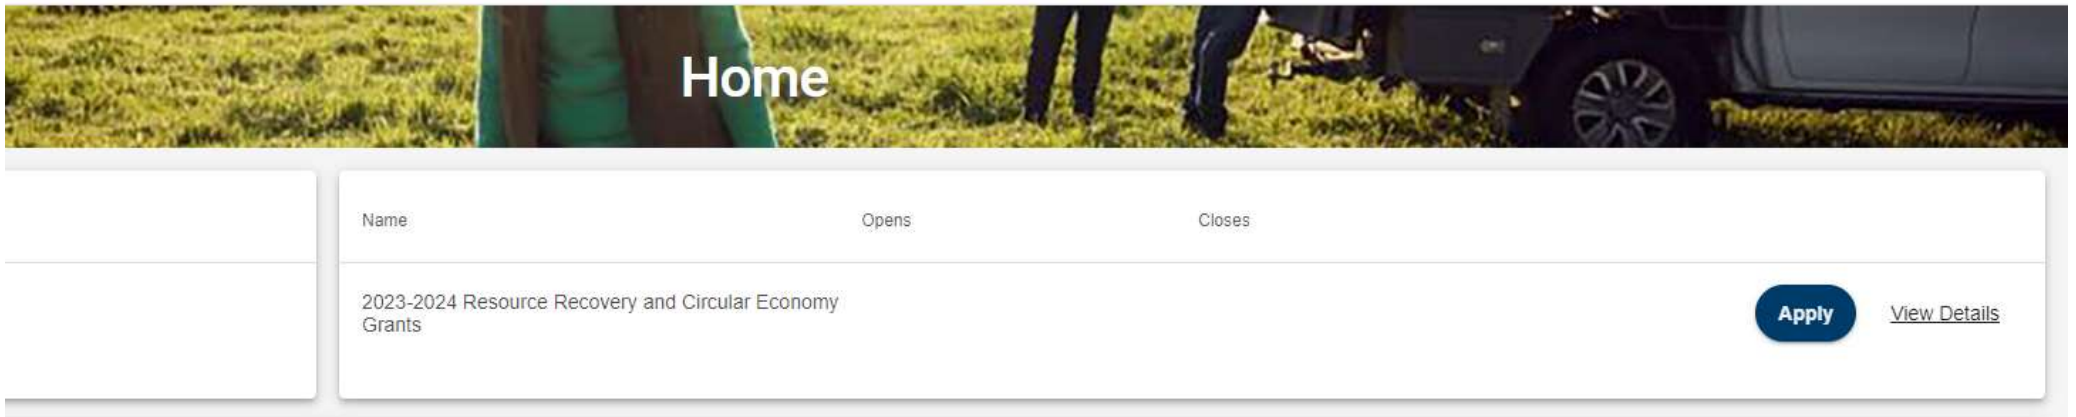 Home
Name Opens Closes
2023-2024 Resource Recovery and Circular Economy
Grants
Apply View Details